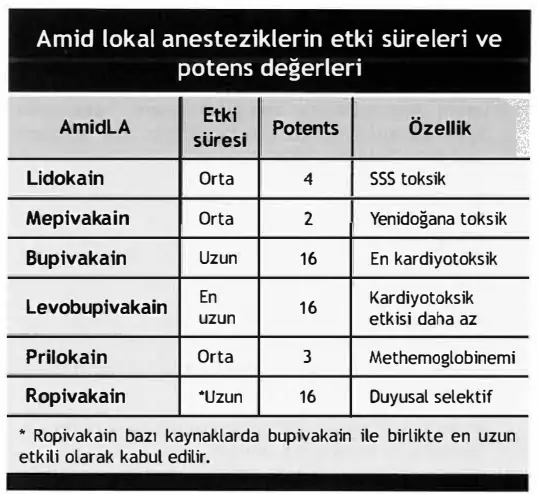 Amid lokal anesteziklerin etki süreleri ve
potens değerleri
AmidLA Etki süresi Potents Özellik
Lidokain Orta 4 SSS toksik
Mepivakain Orta 2 Yenidoğana toksik
Bupivakain Uzun 16 En kardiyotoksik
Levobupivakain En uzun 16 Kardiyotoksik etkisi daha az
Prilokain Orta 3 Methemoglobinemi
Ropivakain *Uzun 16 Duyusal selektif
* Ropivakain bazı kaynaklarda bupivakain ile birlikte en uzun
etkili olarak kabul edilir.